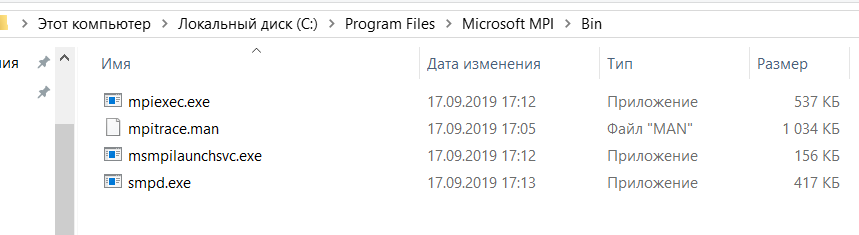 Этот компьютер > Локальный диск (C:) > Program Files > Microsoft MPI > Bin
Имя Дата изменения Тип Размер
ния
mpiexec.exe 17.09.2019 17:12 Приложение 537 КБ
mpitrace.man 17.09.2019 17:05 Файл "MAN" 1 034 КБ
msmpilaunchsvc.exe 17.09.2019 17:12 Приложение 156 КБ
smpd.exe 17.09.2019 17:13 Приложение 417 КБ